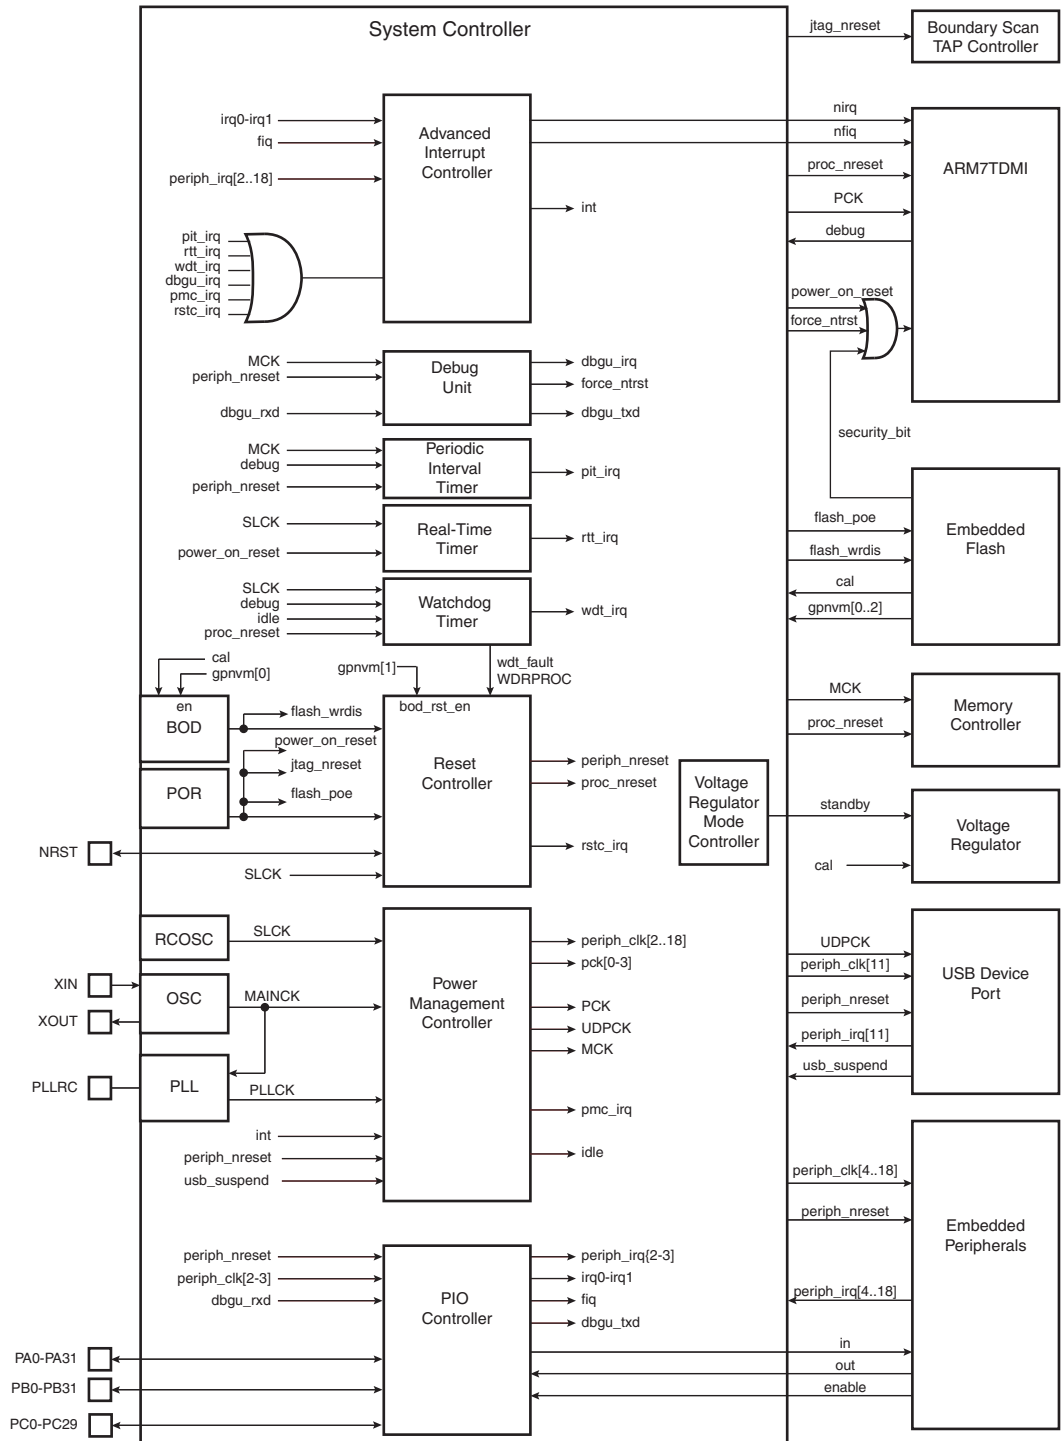 System Controller
jtag_nreset
Boundary Scan
TAP Controller
irq0-irq1
fiq
periph_irq[2..18]
Advanced
Interrupt
Controller
int
nirq
nfiq
proc_nreset
PCK
debug
ARM7TDMI
pit_irq
rtt_irq
wdt_irq
dbgu_irq
pmc_irq
rstc_irq
power_on_reset
force_ntrst
security_bit
MCK
periph_nreset
dbgu_rxd
Debug
Unit
dbgu_irq
force_ntrst
dbgu_txd
MCK
debug
periph_nreset
Periodic
Interval
Timer
pit_irq
SLCK
power_on_reset
Real-Time
Timer
rtt_irq
flash_poe
flash_wrdis
cal
gpnvm[0..2]
Embedded
Flash
SLCK
debug
idle
proc_nreset
Watchdog
Timer
wdt_irq
cal
gpnvm[0]
gpnvm[1]
wdt_fault
WDRPROC
en
BOD
flash_wrdis
power_on_reset
jtag_nreset
flash_poe
POR
bod_rst_en
Reset
Controller
periph_nreset
proc_nreset
rstc_irq
NRST
SLCK
MCK
proc_nreset
Memory
Controller
Voltage
Regulator
Mode
Controller
standby
cal
Voltage
Regulator
RCOSC
SLCK
XIN
XOUT
OSC
MAINCK
PLLRC
PLL
PLLCK
int
periph_nreset
usb_suspend
Power
Management
Controller
periph_clk[2..18]
pck[0-3]
PCK
UDPCK
MCK
pmc_irq
idle
UDPCK
periph_clk[11]
periph_nreset
periph_irq[11]
usb_suspend
USB Device
Port
periph_clk[4..18]
periph_nreset
periph_irq[4..18]
Embedded
Peripherals
periph_nreset
periph_clk[2-3]
dbgu_rxd
PIO
Controller
periph_irq{2-3]
irq0-irq1
fiq
dbgu_txd
in
out
enable
PA0-PA31
PB0-PB31
PC0-PC29